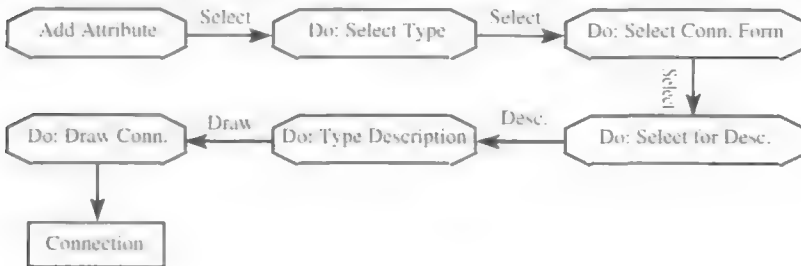 Add Attribute
Select
Do: Select Type
Select
Do: Select Conn. Form
Select
Do: Select for Desc.
Desc.
Do: Type Description
Draw
Do: Draw Conn.
Connection